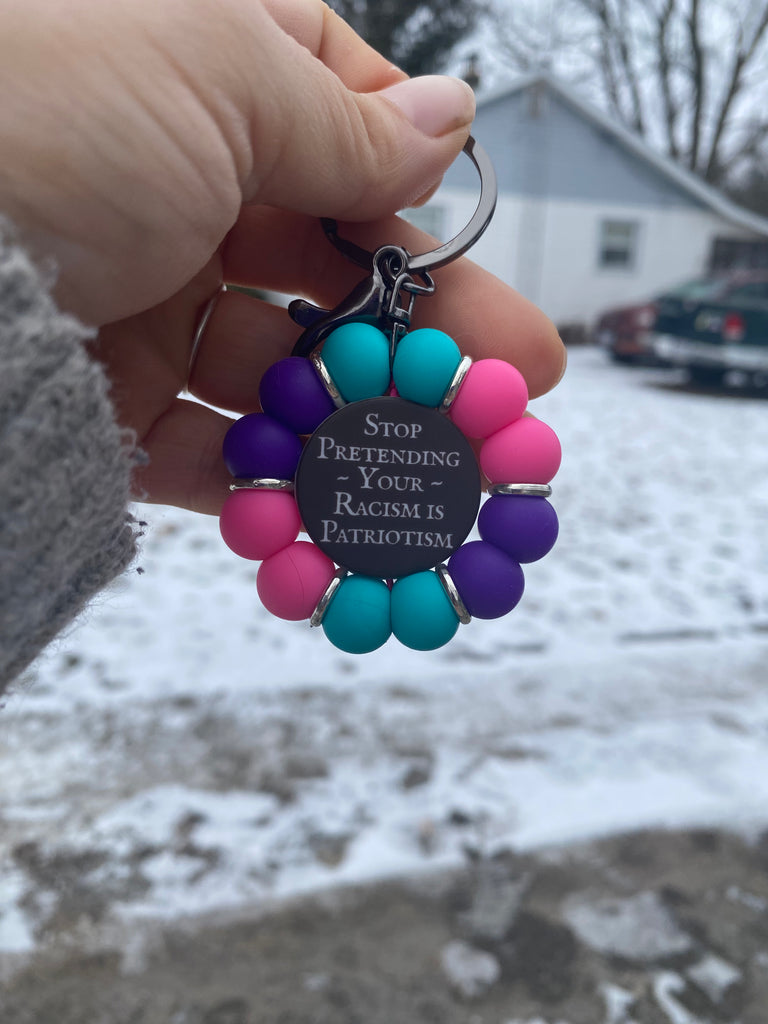 Stop
Pretending
~ Your ~
Racism is
Patriotism